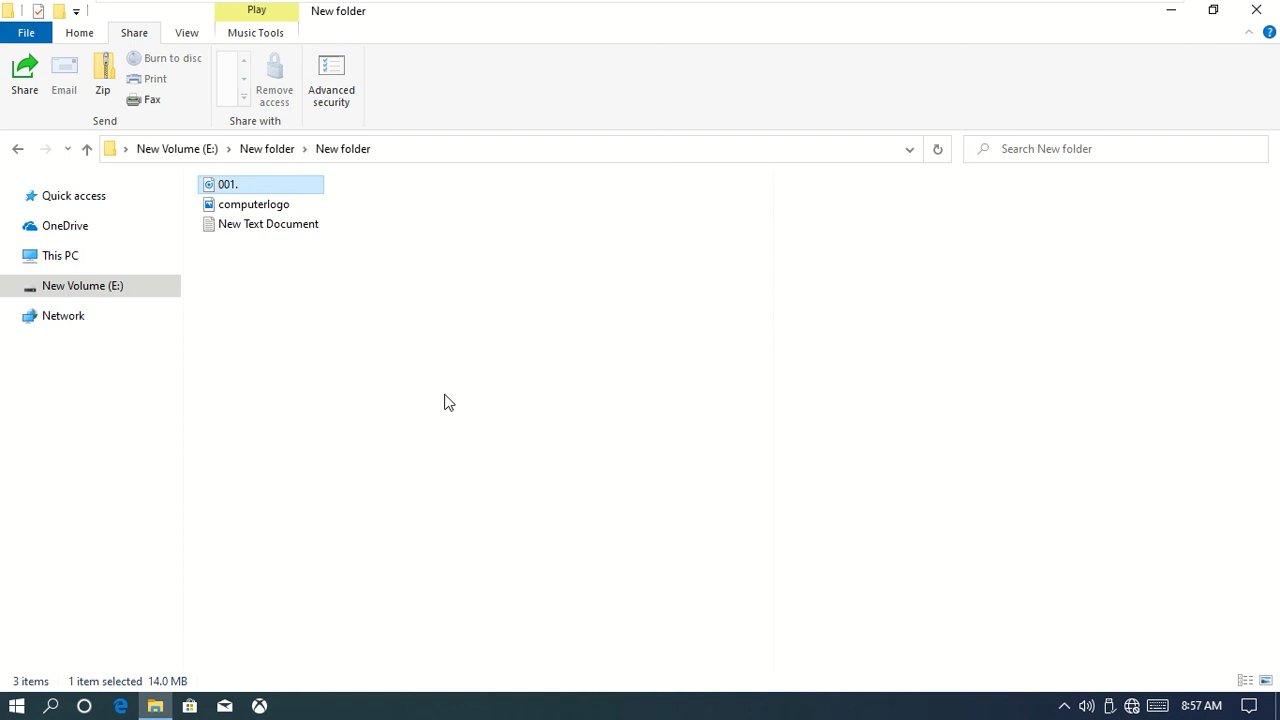 Play
New folder
File
Home
Share
View
Music Tools
Share
Email
Zip
Burn to disc
Print
Fax
Remove access
Advanced security
Send
Share with
New Volume (E:) › New folder › New folder
Search New folder
Quick access
OneDrive
This PC
New Volume (E:)
Network
001.
computerlogo
New Text Document
3 items
1 item selected 14.0 MB
8:57 AM